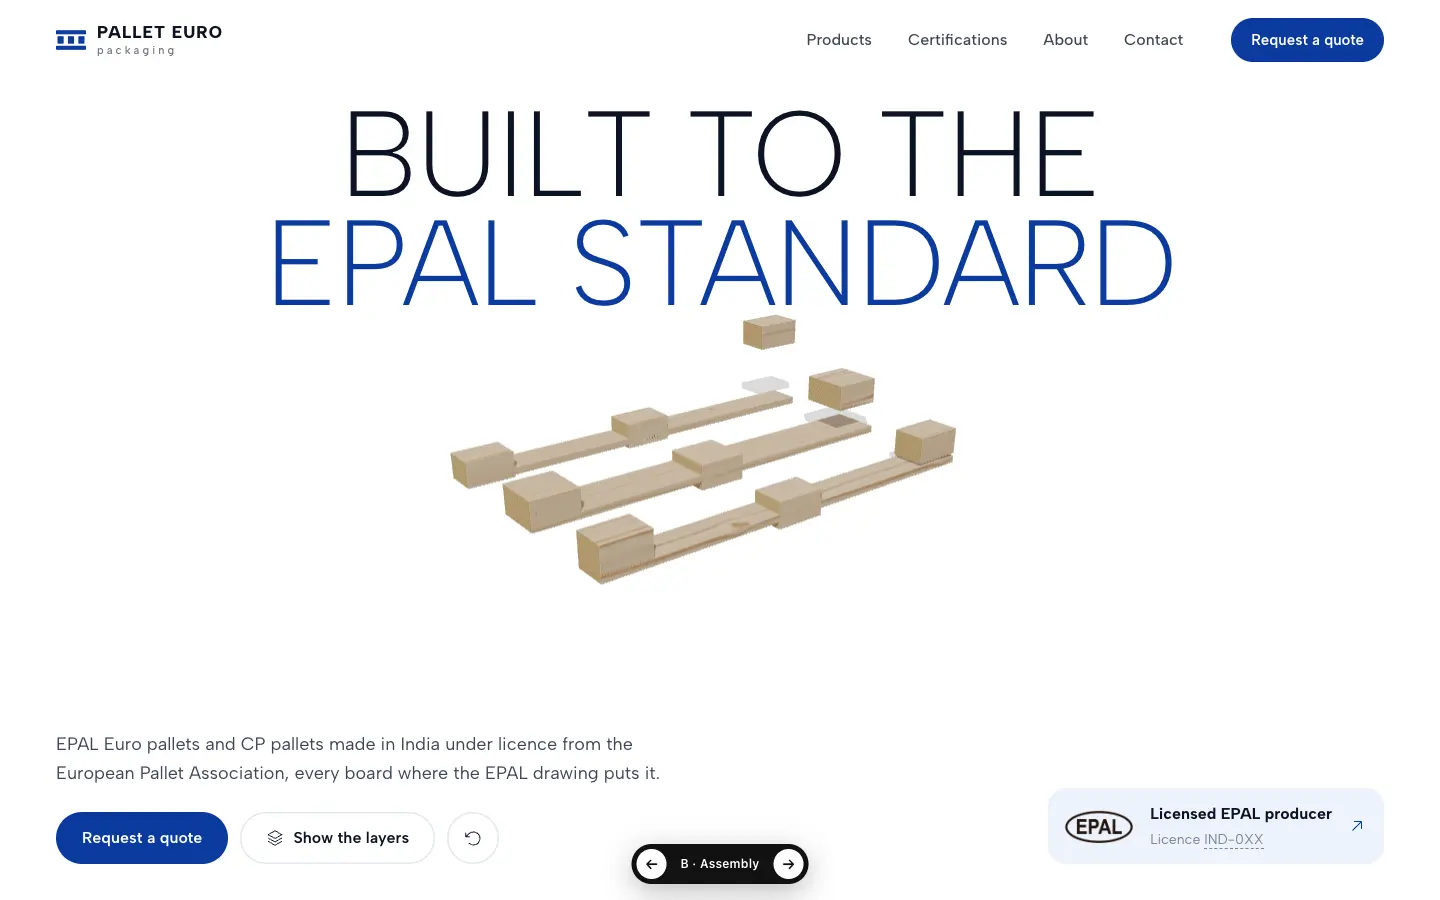 PALLET EURO
packaging
Products
Certifications
About
Contact
Request a quote
BUILT TO THE
EPAL STANDARD
EPAL Euro pallets and CP pallets made in India under licence from the
European Pallet Association, every board where the EPAL drawing puts it.
Request a quote
Show the layers
B · Assembly
EPAL
Licensed EPAL producer
Licence IND-0XX